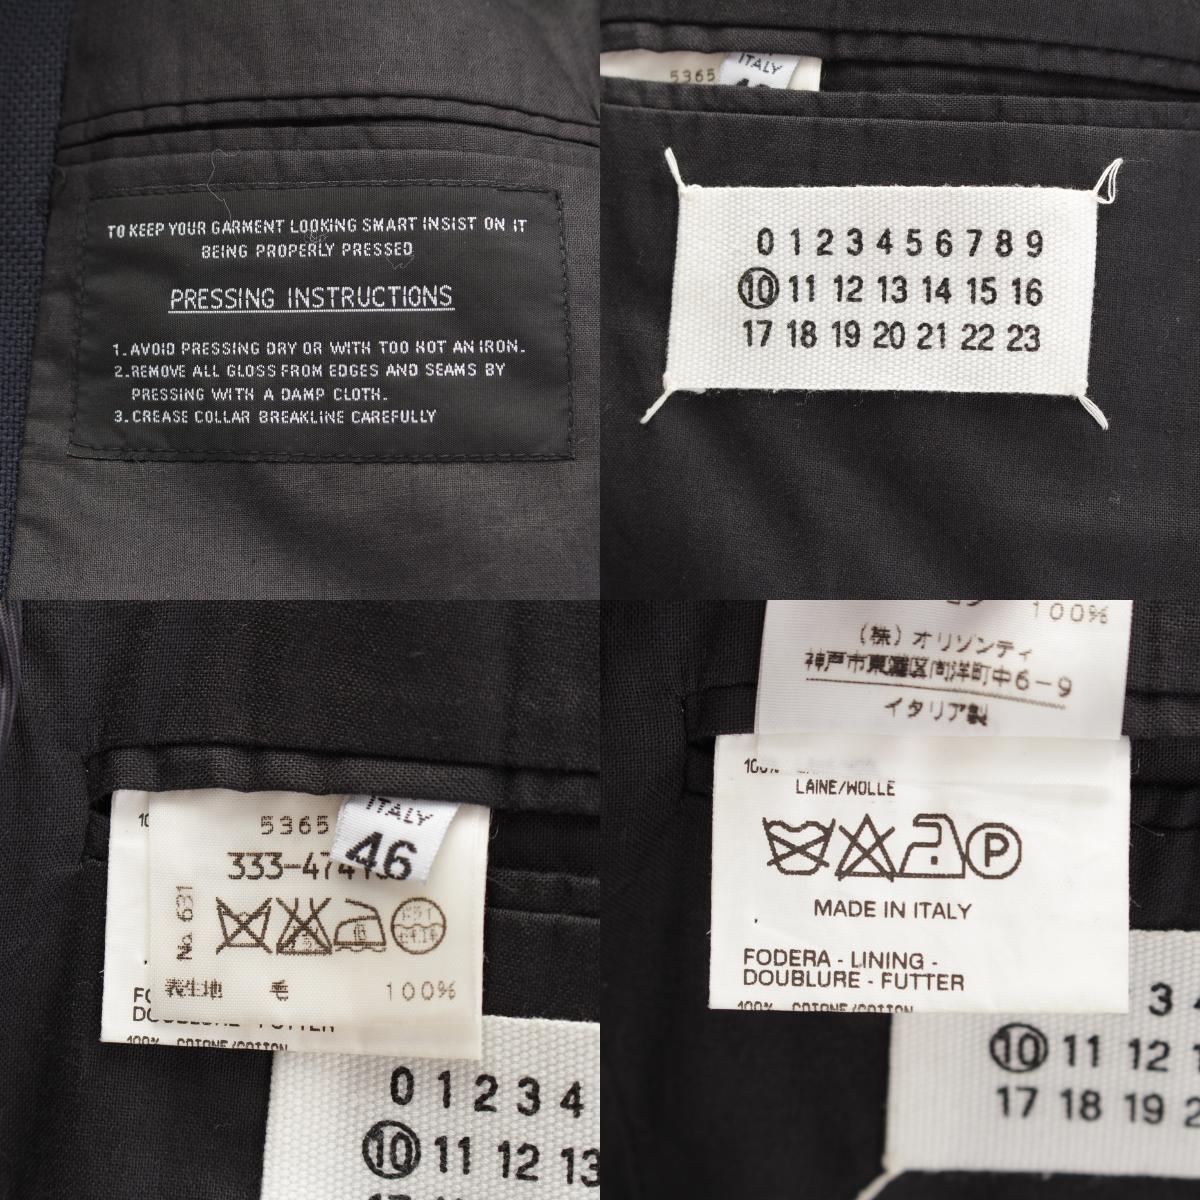 TO KEEP YOUR GARMENT LOOKING SMART INSIST ON IT
BEING PROPERLY PRESSED
PRESSING INSTRUCTIONS
1. AVOID PRESSING DRY OR WITH TOO HOT AN IRON.
2. REMOVE ALL GLOSS FROM EDGES AND SEAMS BY
PRESSING WITH A DAMP CLOTH.
3. CREASE COLLAR BREAKLINE CAREFULLY
5365
ITALY
0 1 2 3 4 5 6 7 8 9
10 11 12 13 14 15 16
17 18 19 20 21 22 23
5365
ITALY
46
333-474
No. 631
ドライ
表生地 毛 100%
DOUBLURE - FUTTER
100% COTONE/COTTON
0 1 2 3 4
10 11 12 13
17
100%
(株)オリゾンティ
神戸市東灘区向洋町中6-9
イタリア製
100%
LAINE/WOLLE
P
MADE IN ITALY
FODERA - LINING -
DOUBLURE - FUTTER
100% COTONE/COTTON
3
10 11 12
17 18 19